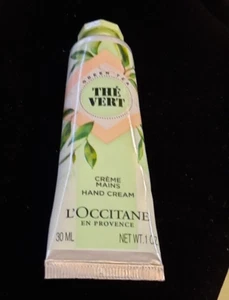 GREEN TEA
THÉ
VERT
CRÈME
MAINS
HAND CREAM
L'OCCITANE
EN PROVENCE
30 ML NET WT. 1